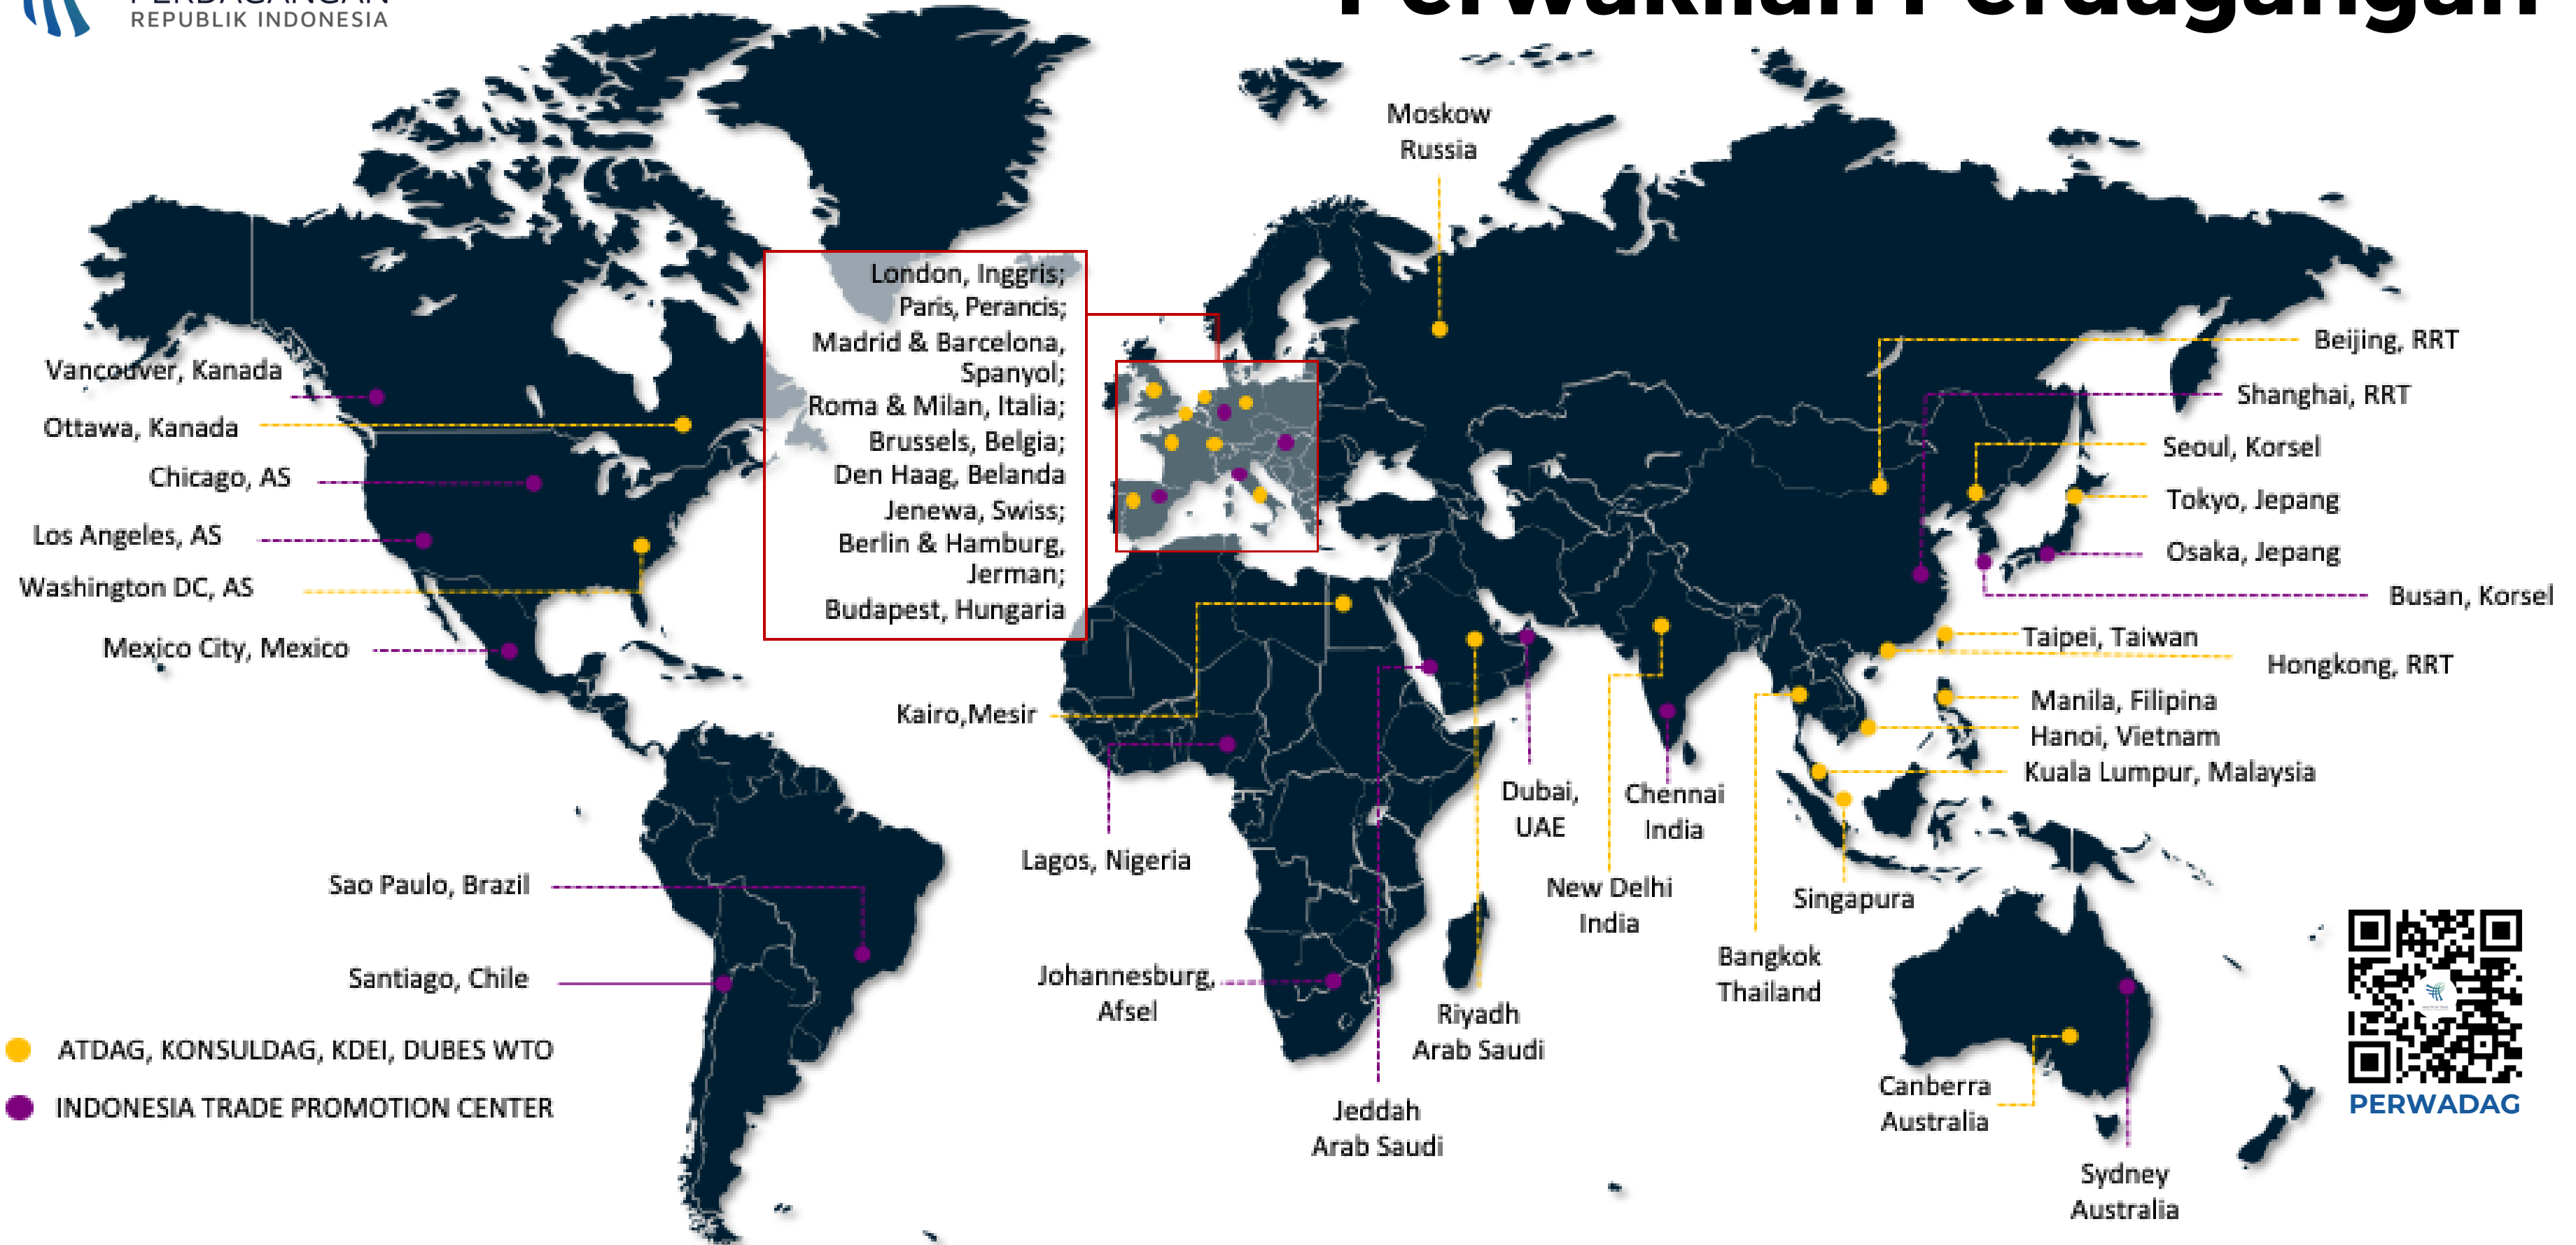 PERDAGANGAN
REPUBLIK INDONESIA
Perwakilan Perdagangan
Moskow
Russia
London, Inggris;
Paris, Perancis;
Madrid & Barcelona,
Spanyol;
Roma & Milan, Italia;
Brussels, Belgia;
Den Haag, Belanda
Jenewa, Swiss;
Berlin & Hamburg,
Jerman;
Budapest, Hungaria
Vancouver, Kanada
Ottawa, Kanada
Chicago, AS
Los Angeles, AS
Washington DC, AS
Mexico City, Mexico
Sao Paulo, Brazil
Santiago, Chile
Kairo,Mesir
Lagos, Nigeria
Johannesburg,
Afsel
Jeddah
Arab Saudi
Riyadh
Arab Saudi
Dubai,
UAE
Chennai
India
New Delhi
India
Bangkok
Thailand
Singapura
Beijing, RRT
Shanghai, RRT
Seoul, Korsel
Tokyo, Jepang
Osaka, Jepang
Busan, Korsel
Taipei, Taiwan
Hongkong, RRT
Manila, Filipina
Hanoi, Vietnam
Kuala Lumpur, Malaysia
Canberra
Australia
Sydney
Australia
ATDAG, KONSULDAG, KDEI, DUBES WTO
INDONESIA TRADE PROMOTION CENTER
PERWADAG